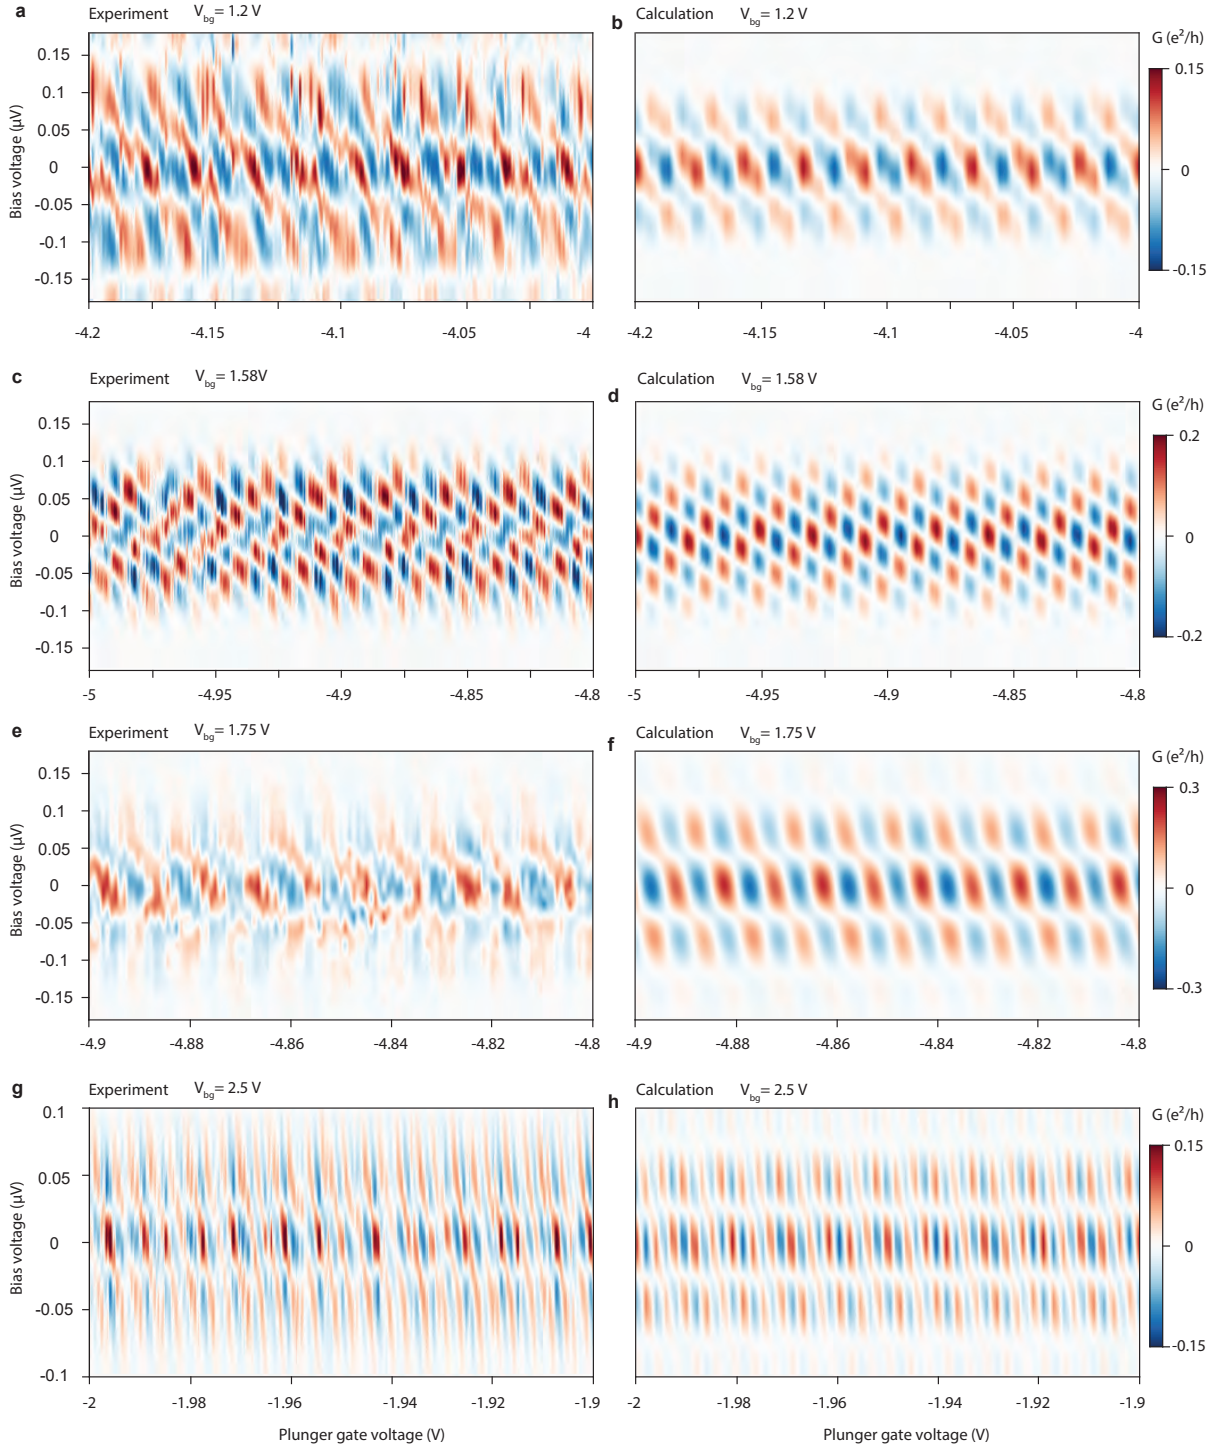 a Experiment V_bg = 1.2 V
b Calculation V_bg = 1.2 V
G (e²/h)
0.15
0.1
0.05
0
-0.05
-0.1
-0.15
Bias voltage (μV)
-4.2 -4.15 -4.1 -4.05 -4
-4.2 -4.15 -4.1 -4.05 -4
0.15
0
-0.15
c Experiment V_bg = 1.58V
d Calculation V_bg = 1.58 V
G (e²/h)
0.15
0.1
0.05
0
-0.05
-0.1
-0.15
Bias voltage (μV)
-5 -4.95 -4.9 -4.85 -4.8
-5 -4.95 -4.9 -4.85 -4.8
0.2
0
-0.2
e Experiment V_bg = 1.75 V
f Calculation V_bg = 1.75 V
G (e²/h)
0.15
0.1
0.05
0
-0.05
-0.1
-0.15
Bias voltage (μV)
-4.9 -4.88 -4.86 -4.84 -4.82 -4.8
-4.9 -4.88 -4.86 -4.84 -4.82 -4.8
0.3
0
-0.3
g Experiment V_bg = 2.5 V
h Calculation V_bg = 2.5 V
G (e²/h)
0.1
0.05
0
-0.05
-0.1
Bias voltage (μV)
-2 -1.98 -1.96 -1.94 -1.92 -1.9
-2 -1.98 -1.96 -1.94 -1.92 -1.9
0.15
0
-0.15
Plunger gate voltage (V)
Plunger gate voltage (V)